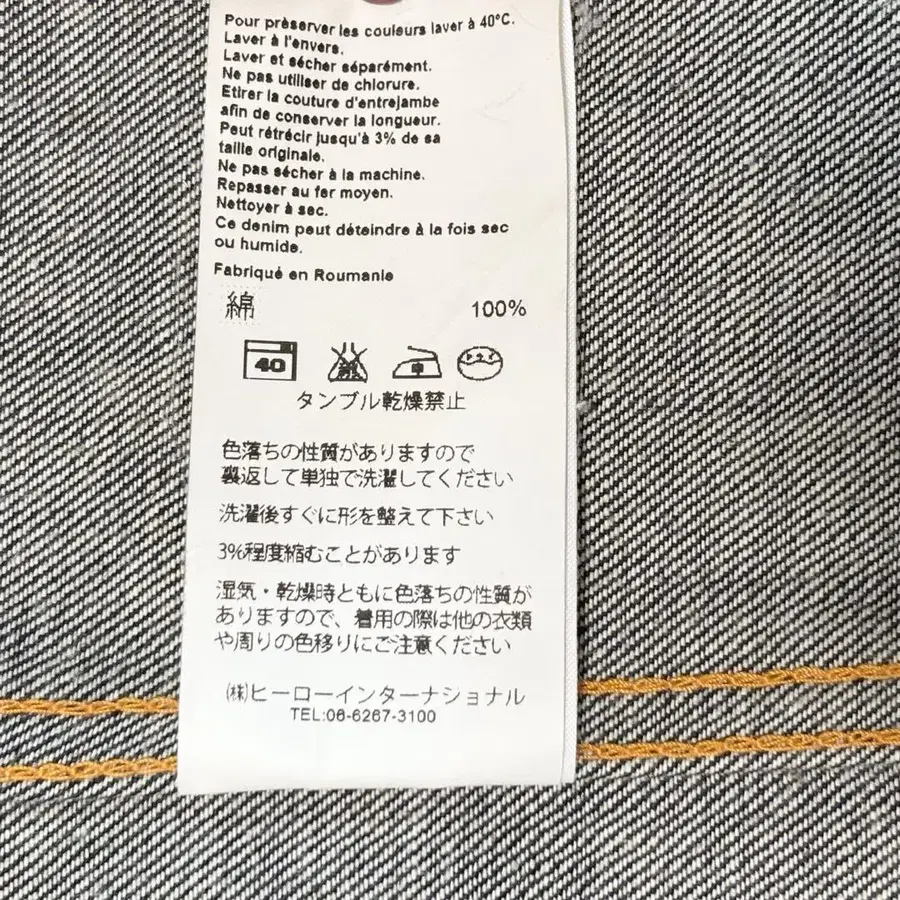 Pour prèserver les couleurs laver à 40°C.
Laver à l'envers.
Laver et sécher séparément.
Ne pas utiliser de chlorure.
Etirer la couture d'entrejambe
afin de conserver la longueur.
Peut rétrécir jusqu'à 3% de sa
taille originale.
Ne pas sécher à la machine.
Repasser au fer moyen.
Nettoyer à sec.
Ce denim peut déteindre à la fois sec
ou humide.
Fabriqué en Roumanie
綿 100%
40 中
タンブル乾燥禁止
色落ちの性質がありますので
裏返して単独で洗濯してください
洗濯後すぐに形を整えて下さい
3%程度縮むことがあります
湿気・乾燥時ともに色落ちの性質が
ありますので、着用の際は他の衣類
や周りの色移りにご注意ください
㈱ヒーローインターナショナル
TEL:06-6267-3100